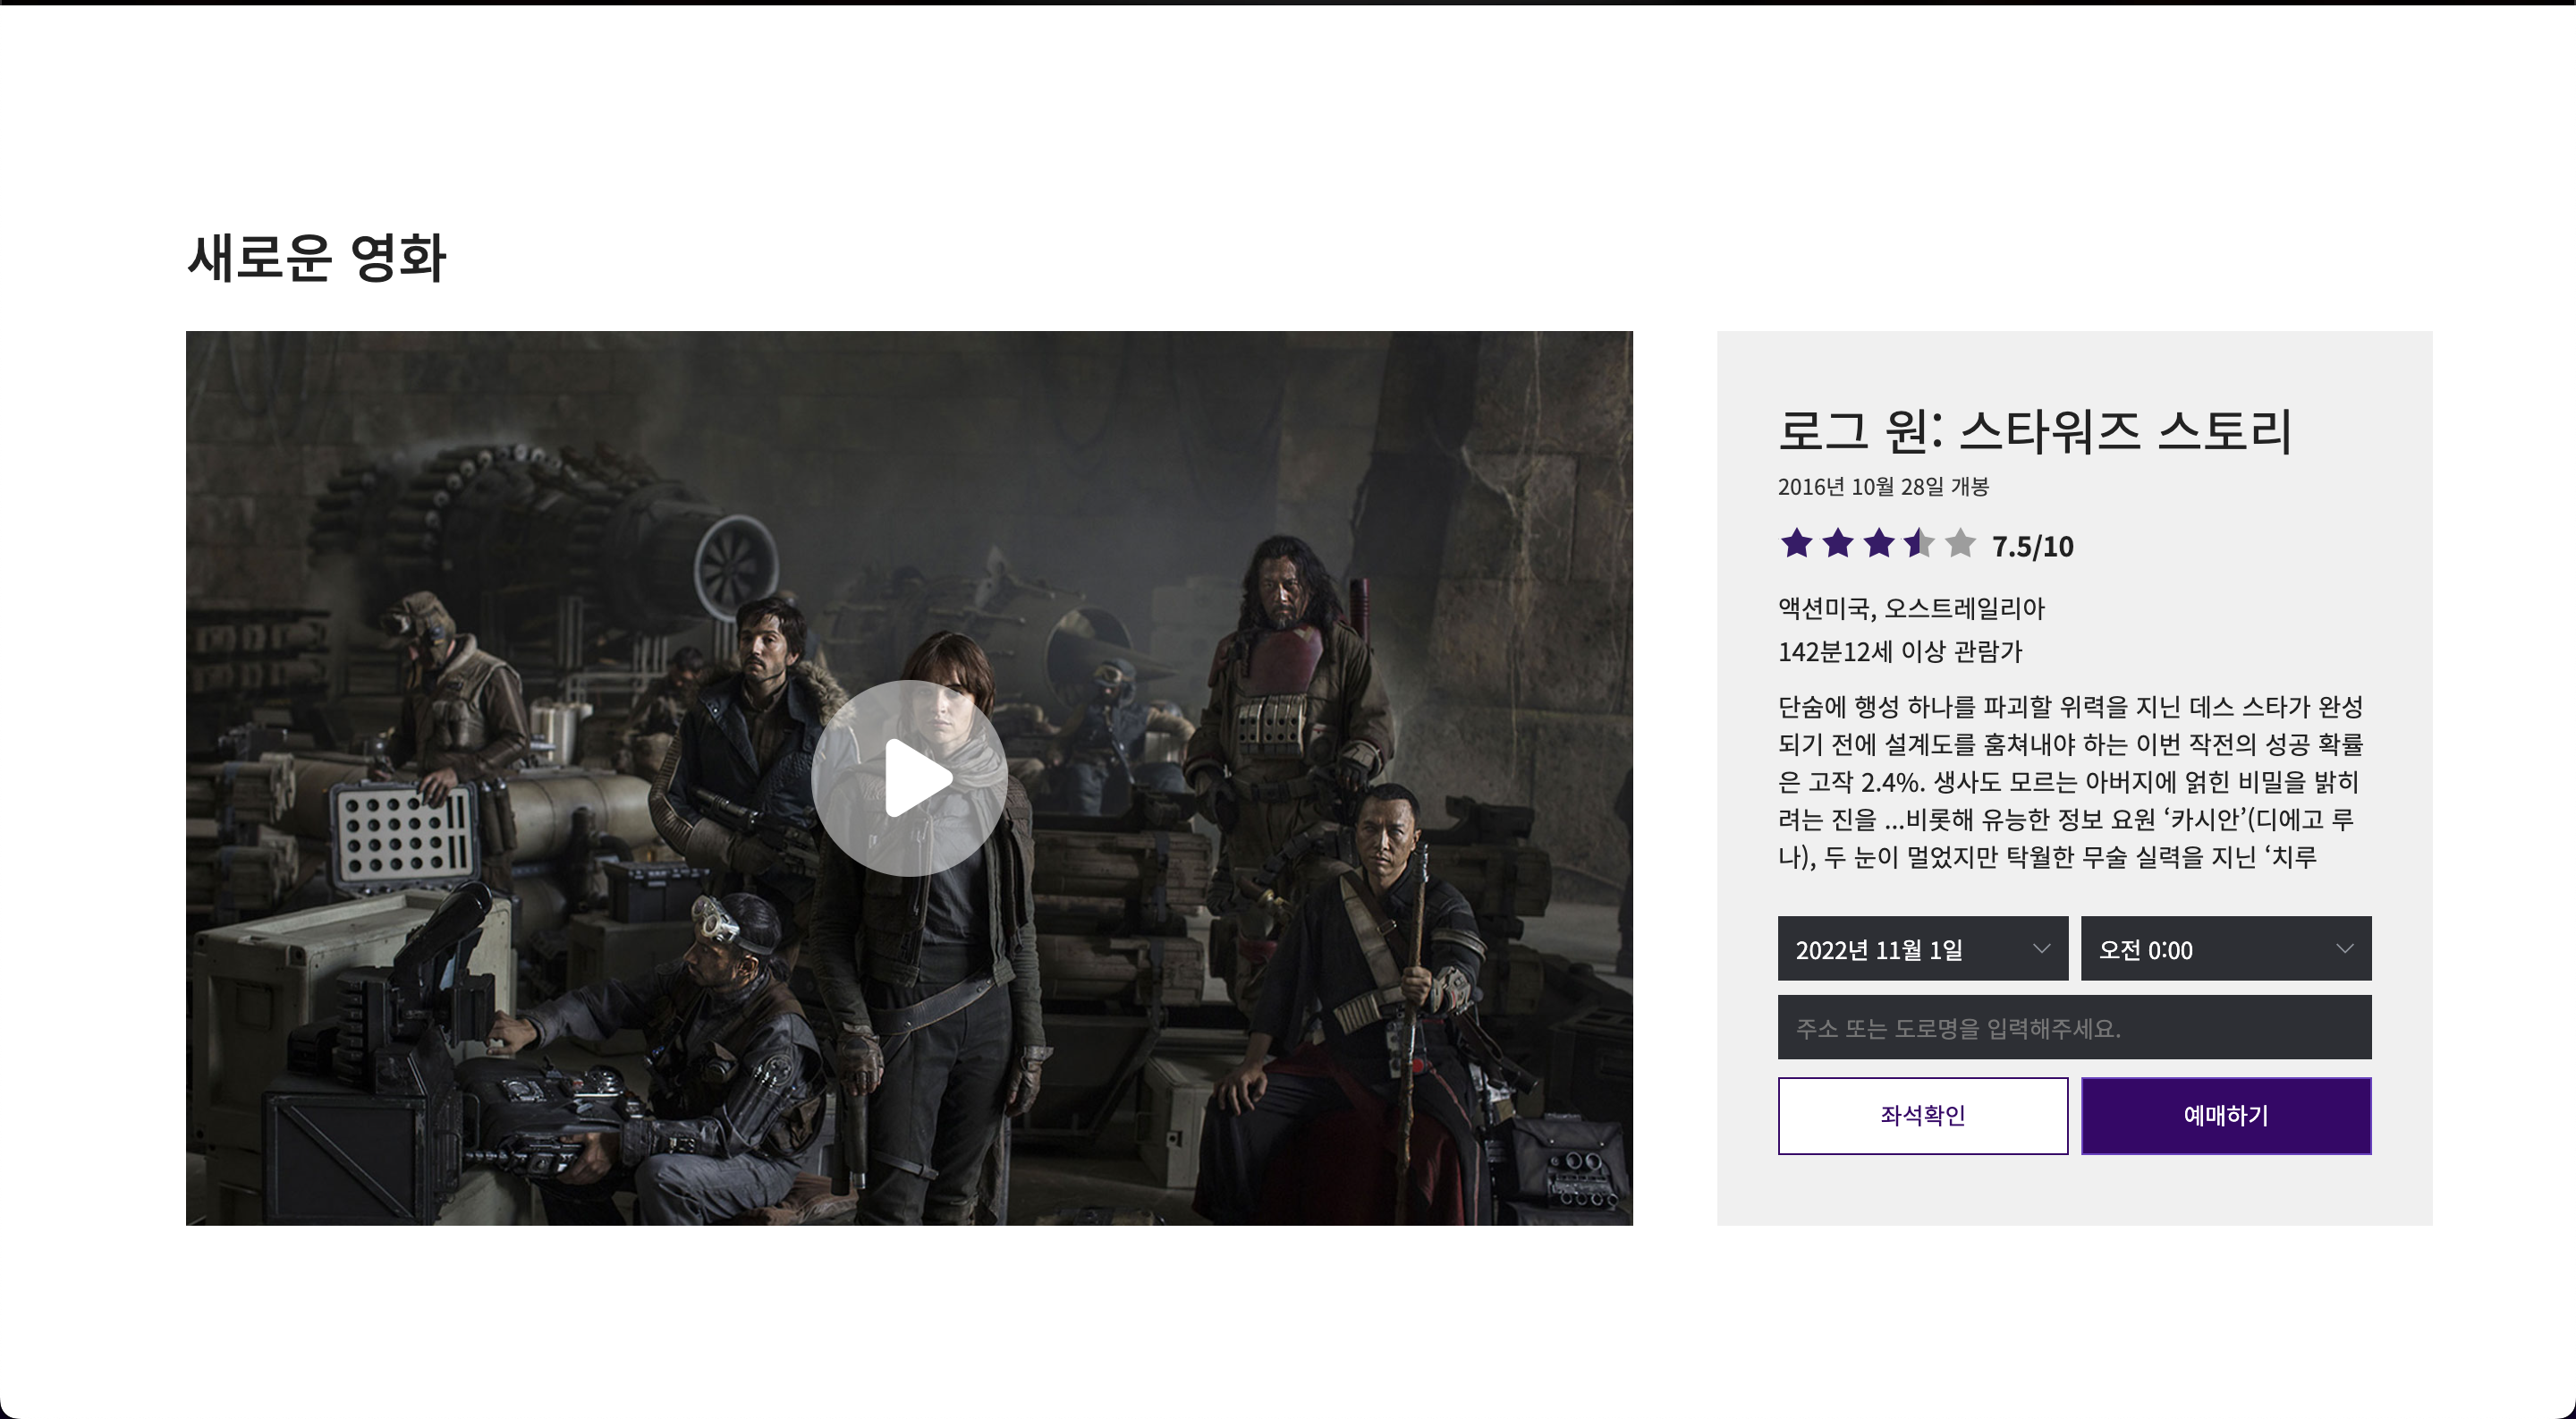 새로운 영화
로그 원: 스타워즈 스토리
2016년 10월 28일 개봉
7.5/10
액션미국, 오스트레일리아
142분12세 이상 관람가
단숨에 행성 하나를 파괴할 위력을 지닌 데스 스타가 완성
되기 전에 설계도를 훔쳐내야 하는 이번 작전의 성공 확률
은 고작 2.4%. 생사도 모르는 아버지에 얽힌 비밀을 밝히
려는 진을 ...비롯해 유능한 정보 요원 ‘카시안’(디에고 루
나), 두 눈이 멀었지만 탁월한 무술 실력을 지닌 ‘치루
2022년 11월 1일
오전 0:00
주소 또는 도로명을 입력해주세요.
좌석확인
예매하기